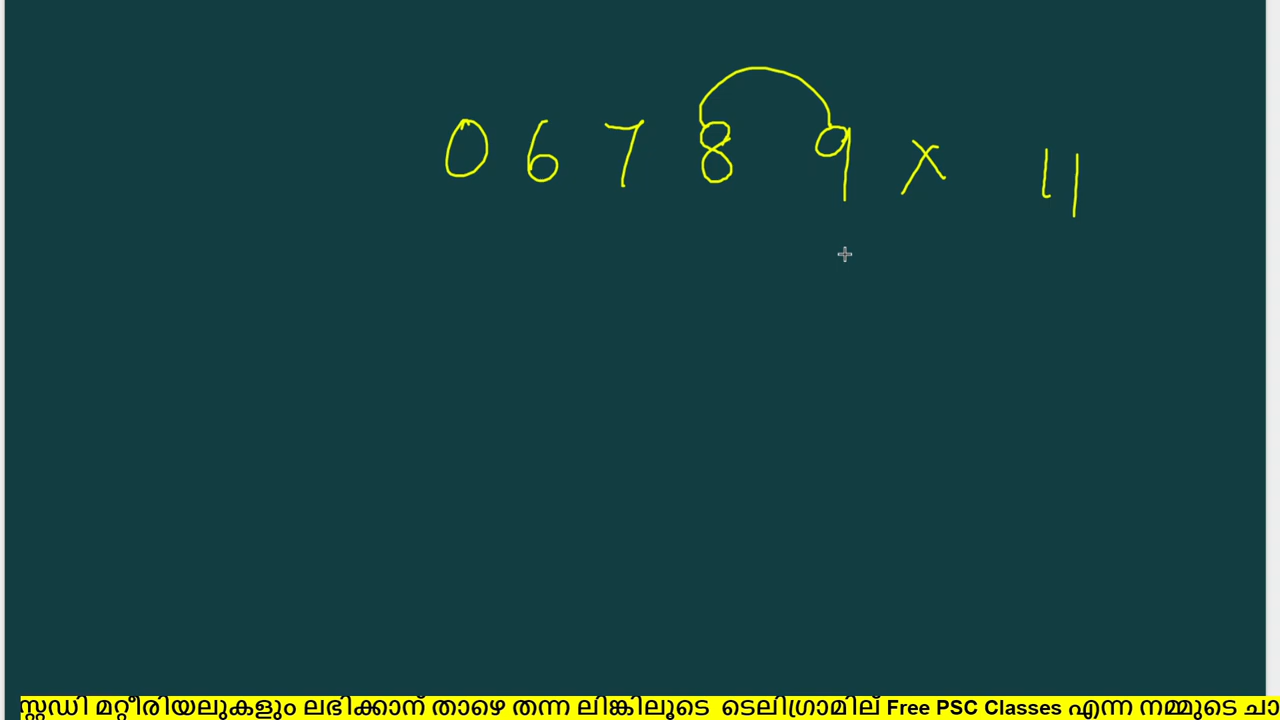 0 6 7 8 9 x 11
സ്റ്റഡി മറ്റീരിയലുകളും ലഭിക്കാന് താഴെ തന്ന ലിങ്കിലൂടെ ടെലിഗ്രാമില് Free PSC Classes എന്ന നമ്മുടെ ചാ